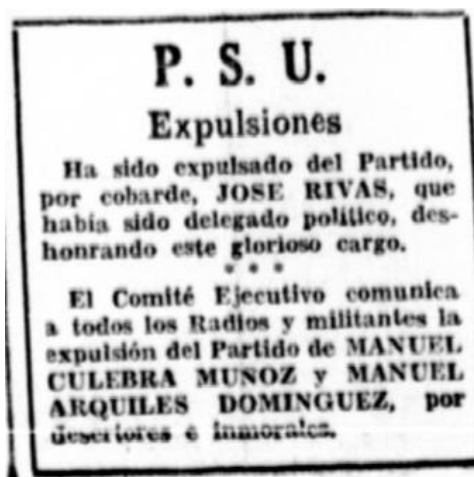 P. S. U.
Expulsiones
Ha sido expulsado del Partido,
por cobarde, JOSE RIVAS, que
había sido delegado político, des-
honrando este glorioso cargo.
* * *
El Comité Ejecutivo comunica
a todos los Radios y militantes la
expulsión del Partido de MANUEL
CULEBRA MUÑOZ y MANUEL
ARQUILES DOMINGUEZ, por
desertores e inmorales.